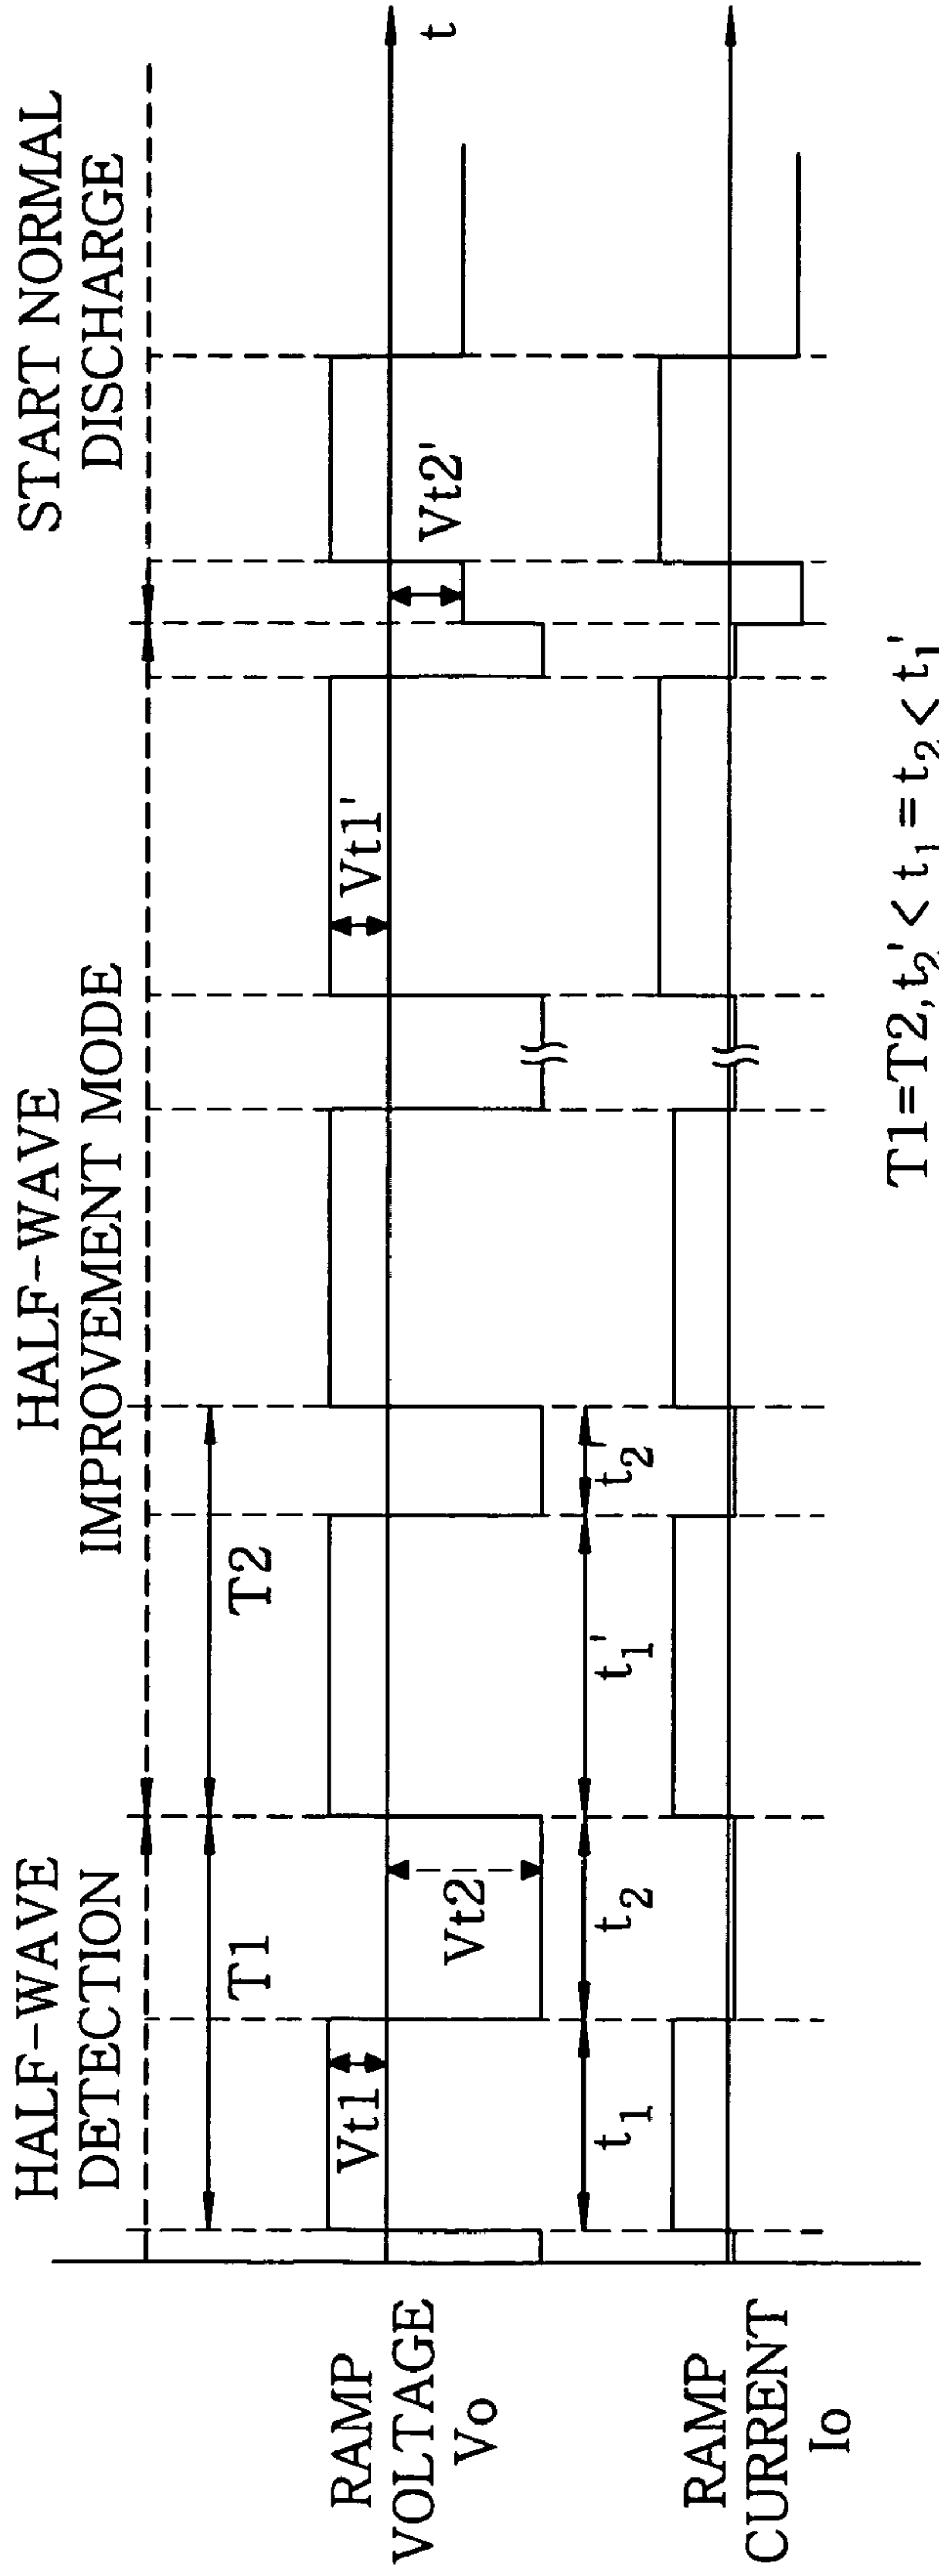 HALF-WAVE
DETECTION
HALF-WAVE
IMPROVEMENT MODE
START NORMAL
DISCHARGE
T1
T2
RAMP
VOLTAGE
Vo
Vt1
Vt2
Vt1'
Vt2'
t
t1
t2
t1'
t2'
RAMP
CURRENT
Io
T1=T2, t2' < t1 = t2 < t1'